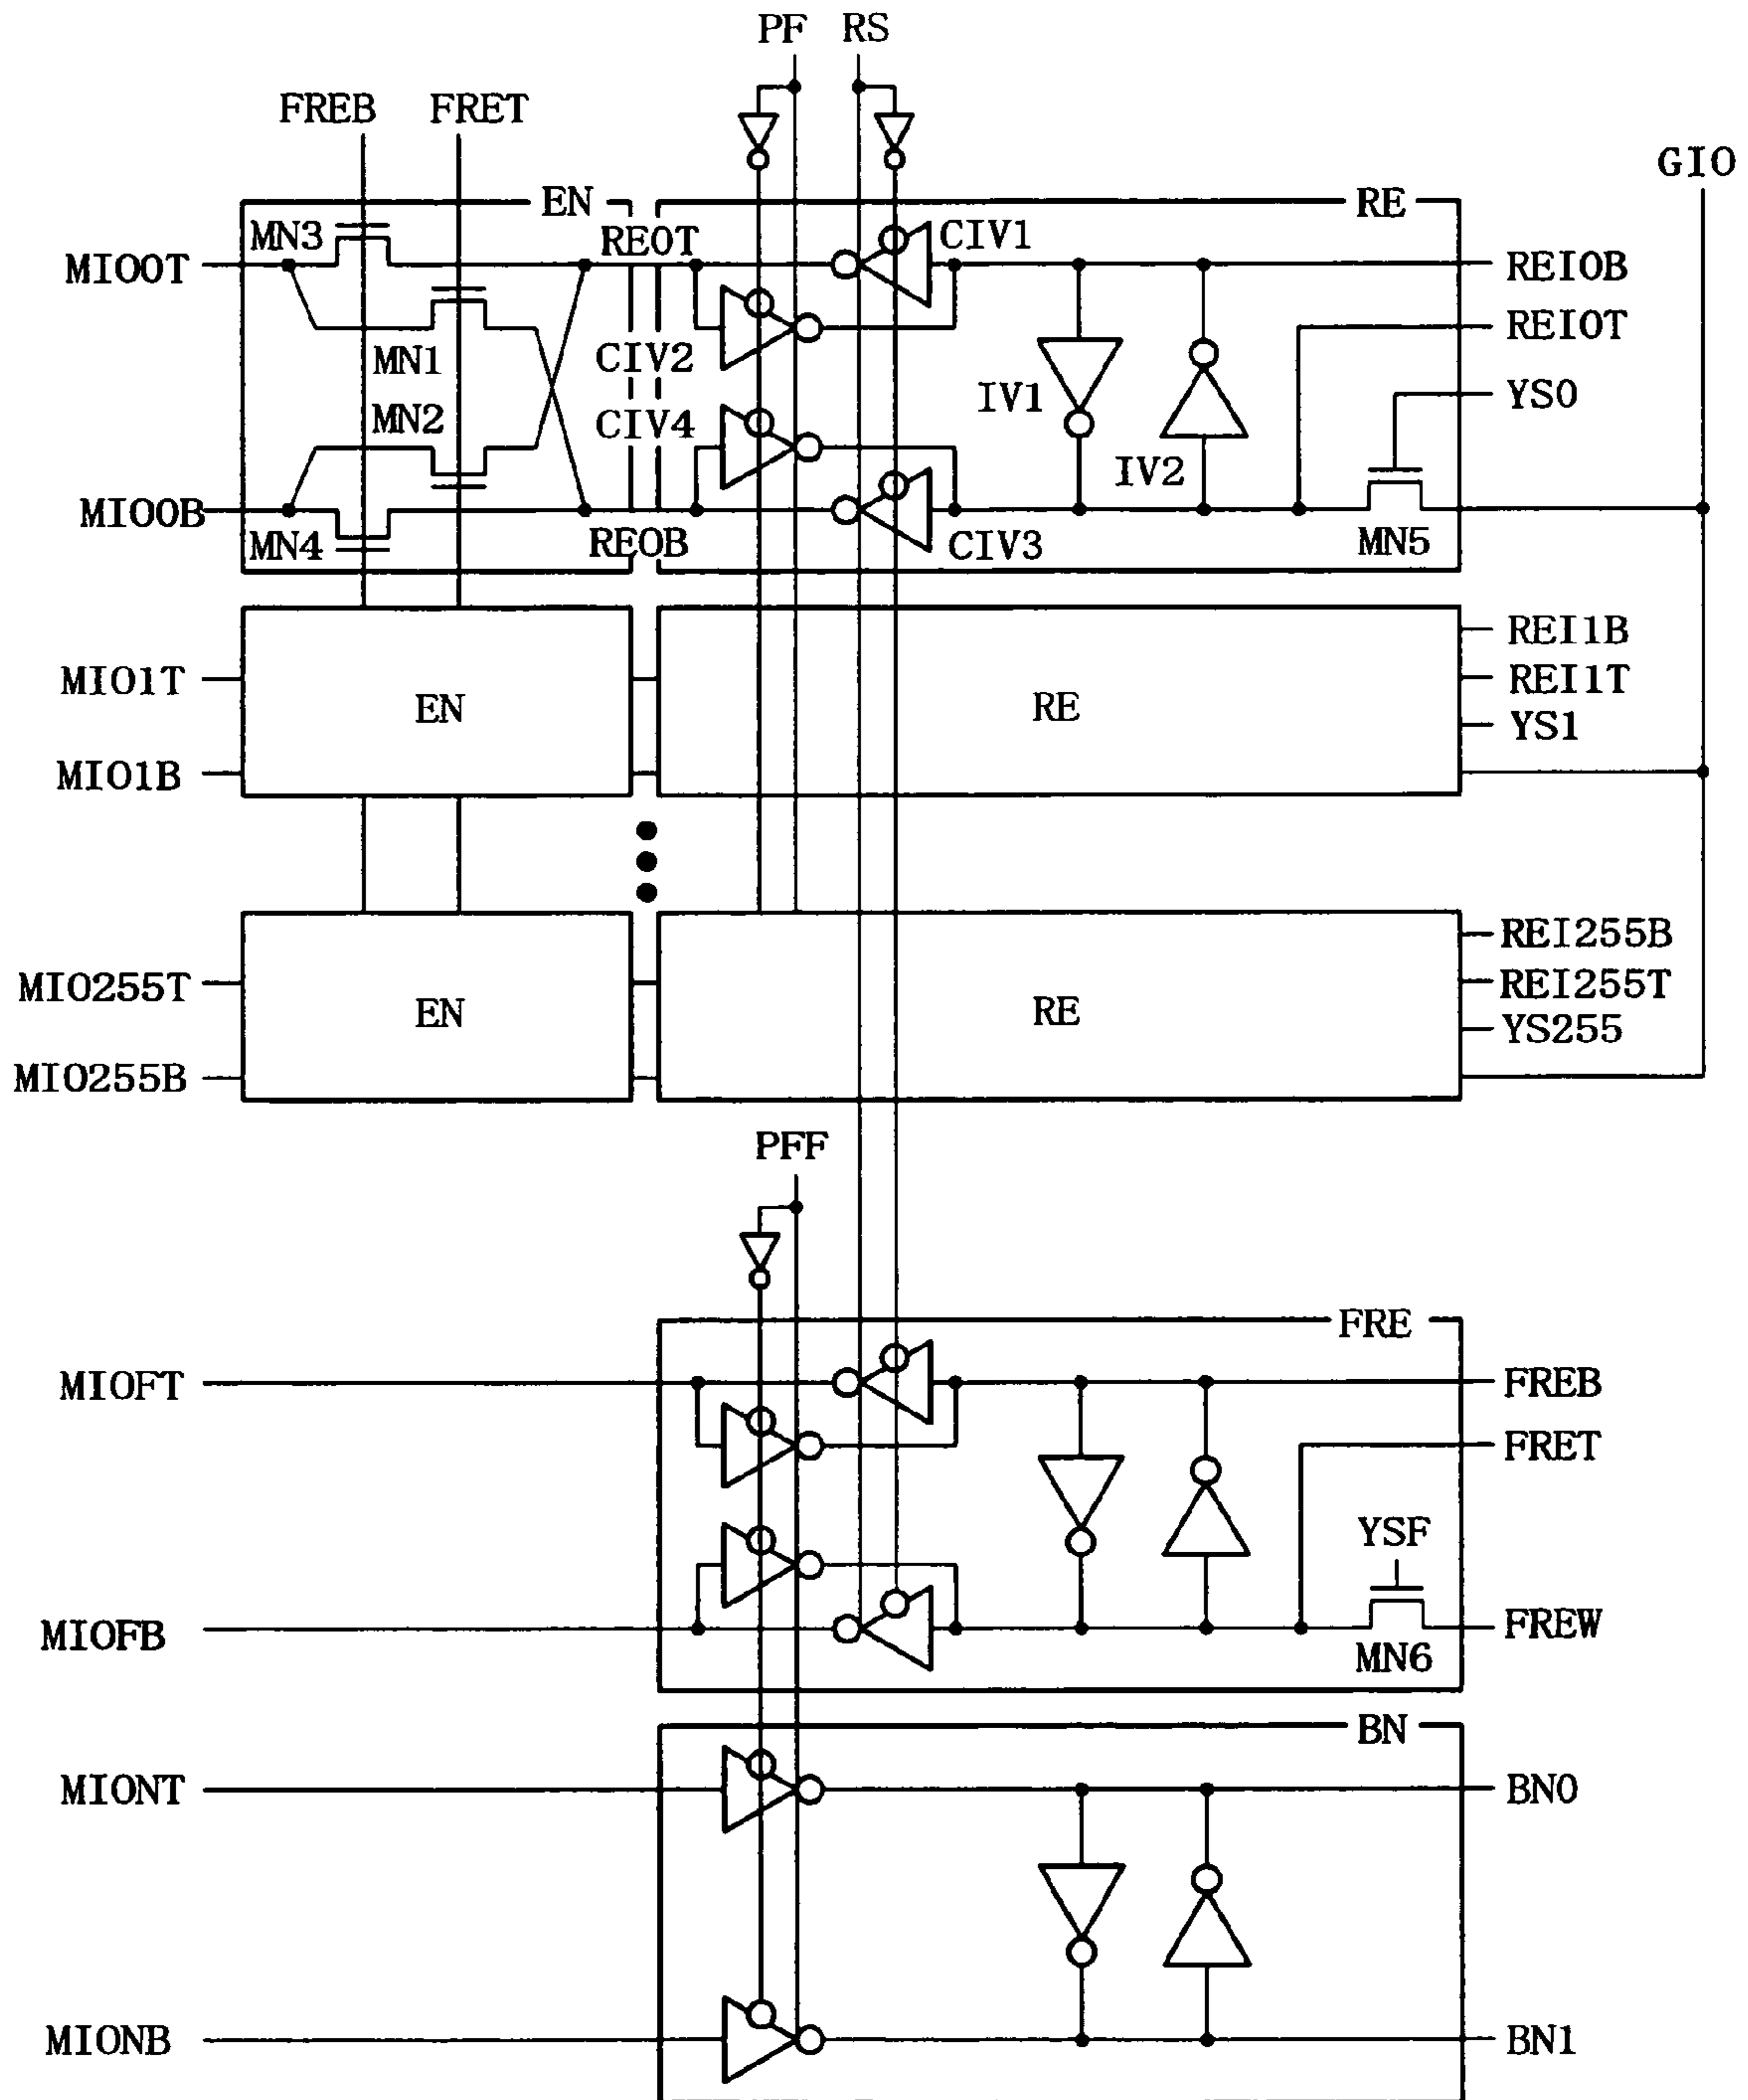 PF RS
FREB FRET
GIO
EN RE
MN3 REOT CIV1
MIO0T REIOB
REIOT
MN1 CIV2
IV1 YS0
MN2 CIV4
IV2
MIO0B
MN4 REOB CIV3 MN5
REI1B
MIO1T REI1T
EN RE
YS1
MIO1B
REI255B
MIO255T REI255T
EN RE
YS255
MIO255B
PFF
FRE
MIOFT FREB
FRET
YSF
MIOFB FREW
MN6
BN
MIONT BN0
MIONB BN1